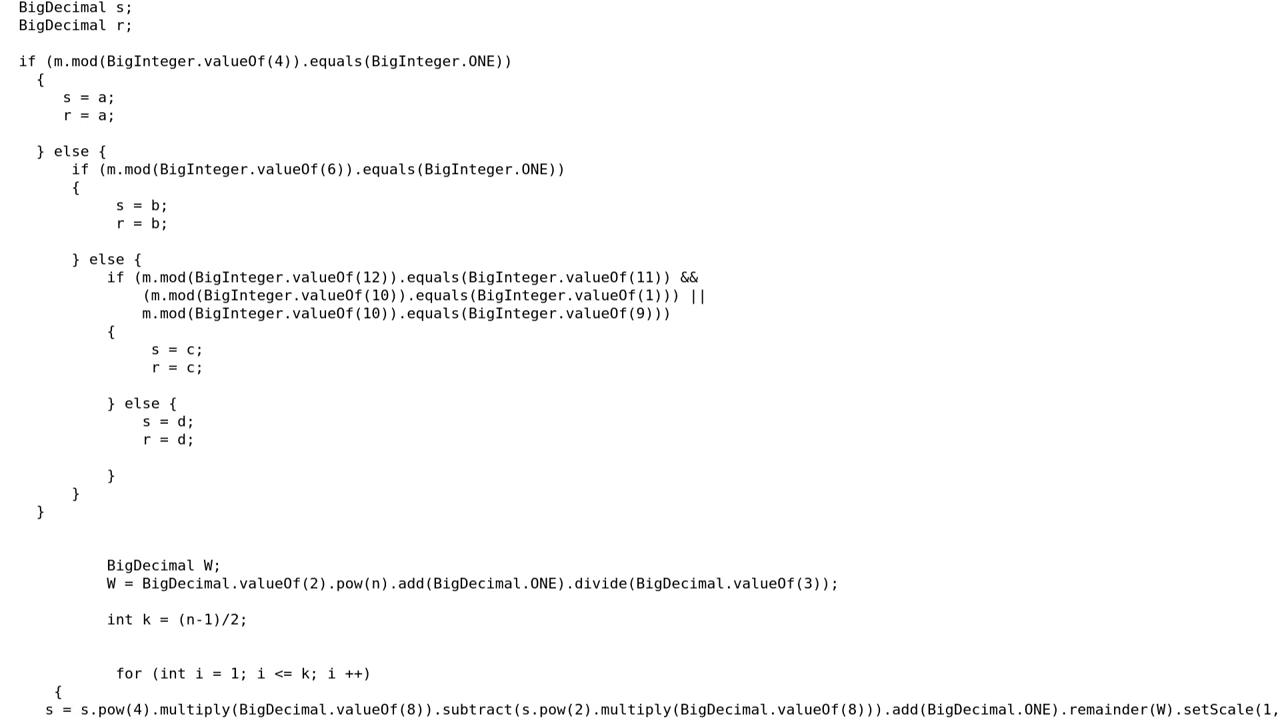 BigDecimal s;
BigDecimal r;
if (m.mod(BigInteger.valueOf(4)).equals(BigInteger.ONE))
{
s = a;
r = a;
} else {
if (m.mod(BigInteger.valueOf(6)).equals(BigInteger.ONE))
{
s = b;
r = b;
} else {
if (m.mod(BigInteger.valueOf(12)).equals(BigInteger.valueOf(11)) &&
(m.mod(BigInteger.valueOf(10)).equals(BigInteger.valueOf(1))) ||
m.mod(BigInteger.valueOf(10)).equals(BigInteger.valueOf(9)))
{
s = c;
r = c;
} else {
s = d;
r = d;
}
}
}
BigDecimal W;
W = BigDecimal.valueOf(2).pow(n).add(BigDecimal.ONE).divide(BigDecimal.valueOf(3));
int k = (n-1)/2;
for (int i = 1; i <= k; i ++)
{
s = s.pow(4).multiply(BigDecimal.valueOf(8)).subtract(s.pow(2).multiply(BigDecimal.valueOf(8))).add(BigDecimal.ONE).remainder(W).setScale(1,